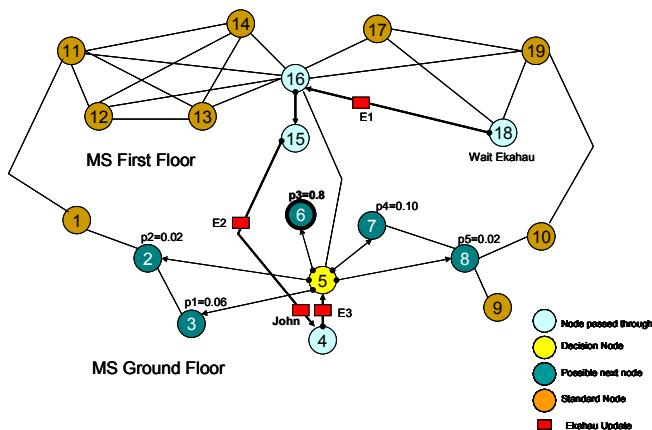 14
17
11
19
16
E1
12
13
18
15
MS First Floor
Wait Ekahau
p3=0.8
p4=0.10
1
E2
6
7
p2=0.02
p5=0.02
10
2
8
5
p1=0.06
9
3
John
E3
4
MS Ground Floor
Node passed through
Decision Node
Possible next node
Standard Node
Ekahau Update